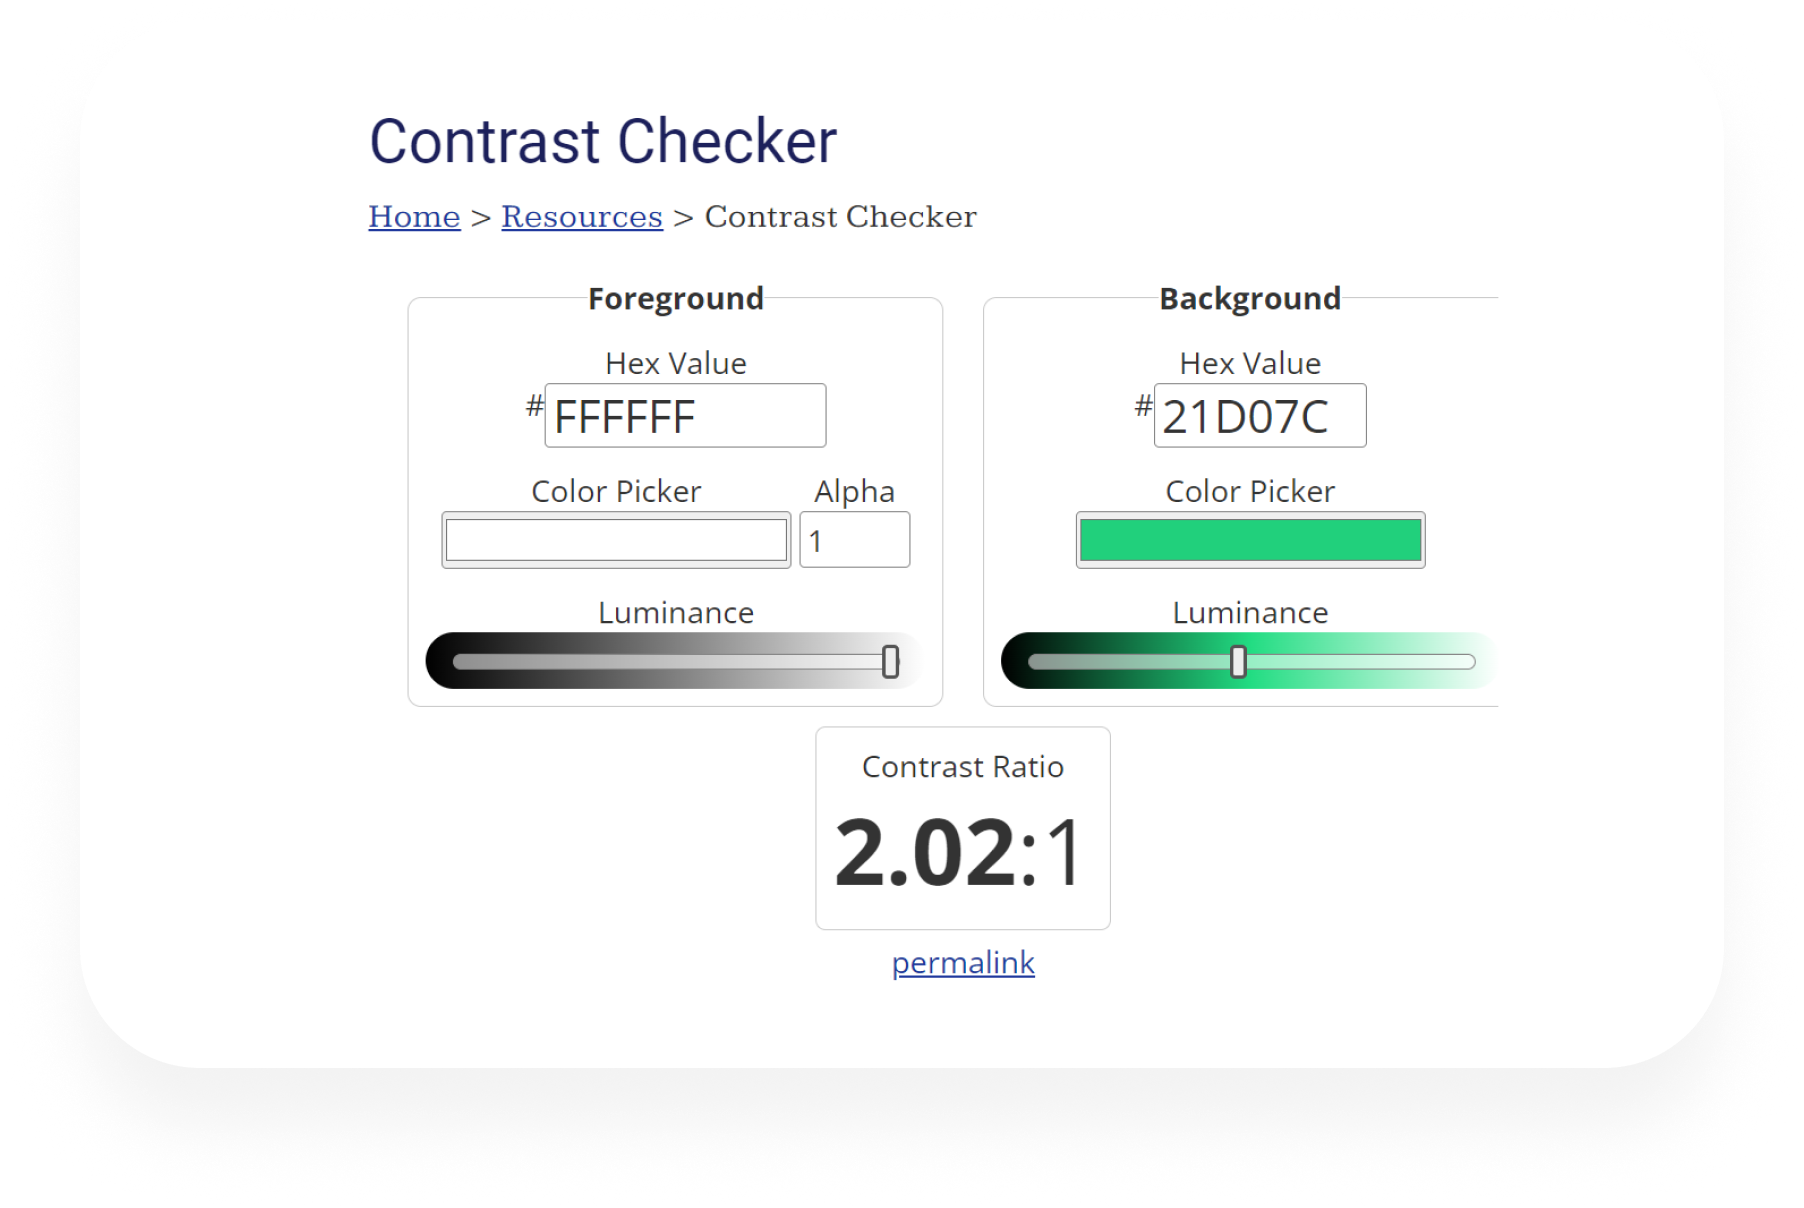 Contrast Checker
Home > Resources > Contrast Checker
Foreground
Hex Value
#FFFFFF
Color Picker Alpha
1
Luminance
Background
Hex Value
#21D07C
Color Picker
Luminance
Contrast Ratio
2.02:1
permalink